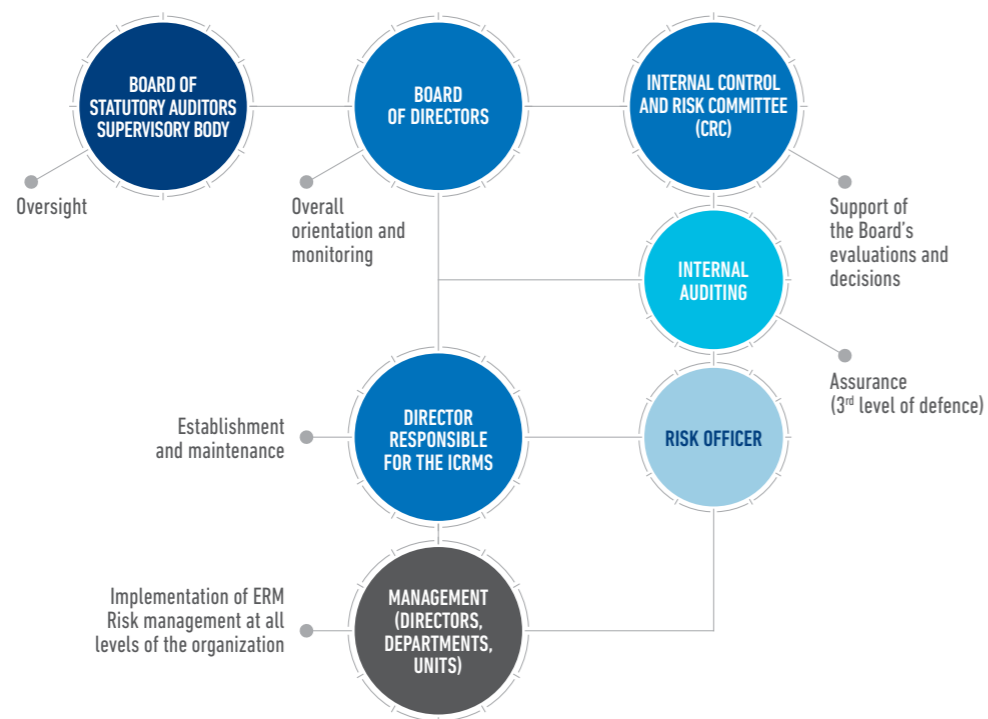 BOARD OF
STATUTORY AUDITORS
SUPERVISORY BODY
BOARD
OF DIRECTORS
INTERNAL CONTROL
AND RISK COMMITTEE
(CRC)
Oversight
Overall
orientation and
monitoring
Support of
the Board's
evaluations and
decisions
INTERNAL
AUDITING
Assurance
(3rd level of defence)
Establishment
and maintenance
DIRECTOR
RESPONSIBLE
FOR THE ICRMS
RISK OFFICER
Implementation of ERM
Risk management at all
levels of the organization
MANAGEMENT
(DIRECTORS,
DEPARTMENTS,
UNITS)